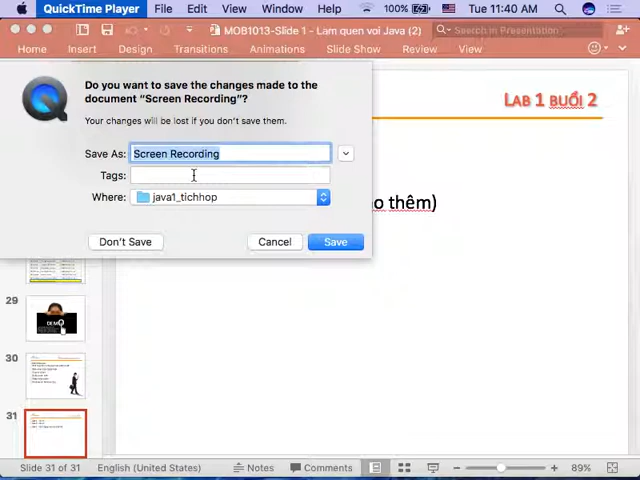 QuickTime Player File Edit View Window Help 100% Tue 11:40 AM
MOB1013-Slide 1 - Lam quen voi Java (2) Search in Presentation
Home Insert Design Transitions Animations Slide Show Review View
Do you want to save the changes made to the
document “Screen Recording”?
Your changes will be lost if you don't save them.
Save As: Screen Recording
Tags:
Where: java1_tichhop
Don't Save Cancel Save
LAB 1 BUỔI 2
o thêm)
29
DEMO
30
31
Slide 31 of 31 English (United States) Notes Comments 89%